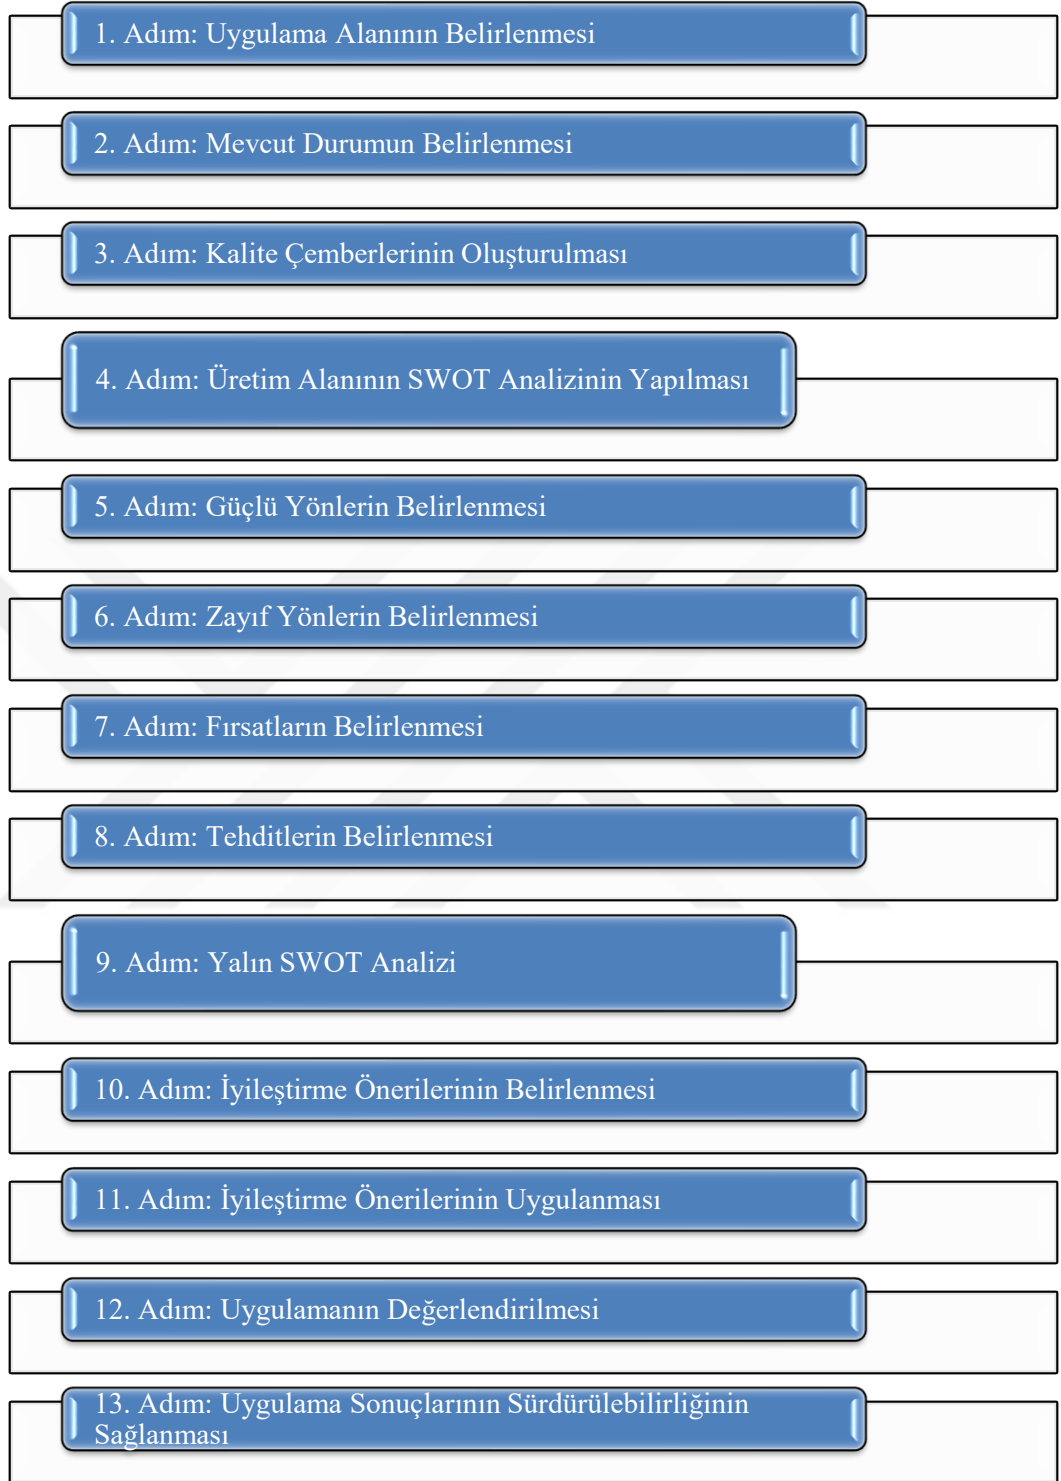 1. Adım: Uygulama Alanının Belirlenmesi
2. Adım: Mevcut Durumun Belirlenmesi
3. Adım: Kalite Çemberlerinin Oluşturulması
4. Adım: Üretim Alanının SWOT Analizinin Yapılması
5. Adım: Güçlü Yönlerin Belirlenmesi
6. Adım: Zayıf Yönlerin Belirlenmesi
7. Adım: Fırsatların Belirlenmesi
8. Adım: Tehditlerin Belirlenmesi
9. Adım: Yalın SWOT Analizi
10. Adım: İyileştirme Önerilerinin Belirlenmesi
11. Adım: İyileştirme Önerilerinin Uygulanması
12. Adım: Uygulamanın Değerlendirilmesi
13. Adım: Uygulama Sonuçlarının Sürdürülebilirliğinin
Sağlanması